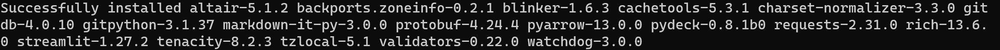 Successfully installed altair-5.1.2 backports.zoneinfo-0.2.1 blinker-1.6.3 cachetools-5.3.1 charset-normalizer-3.3.0 git
db-4.0.10 gitpython-3.1.37 markdown-it-py-3.0.0 protobuf-4.24.4 pyarrow-13.0.0 pydeck-0.8.1b0 requests-2.31.0 rich-13.6.
0 streamlit-1.27.2 tenacity-8.2.3 tzlocal-5.1 validators-0.22.0 watchdog-3.0.0